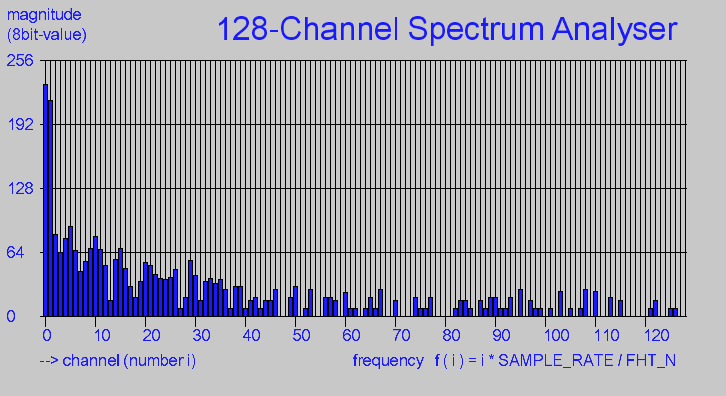 magnitude
(8bit-value)
128-Channel Spectrum Analyser
256
192
128
64
0
0 10 20 30 40 50 60 70 80 90 100 110 120
--> channel (number i)
frequency f ( i ) = i * SAMPLE_RATE / FHT_N